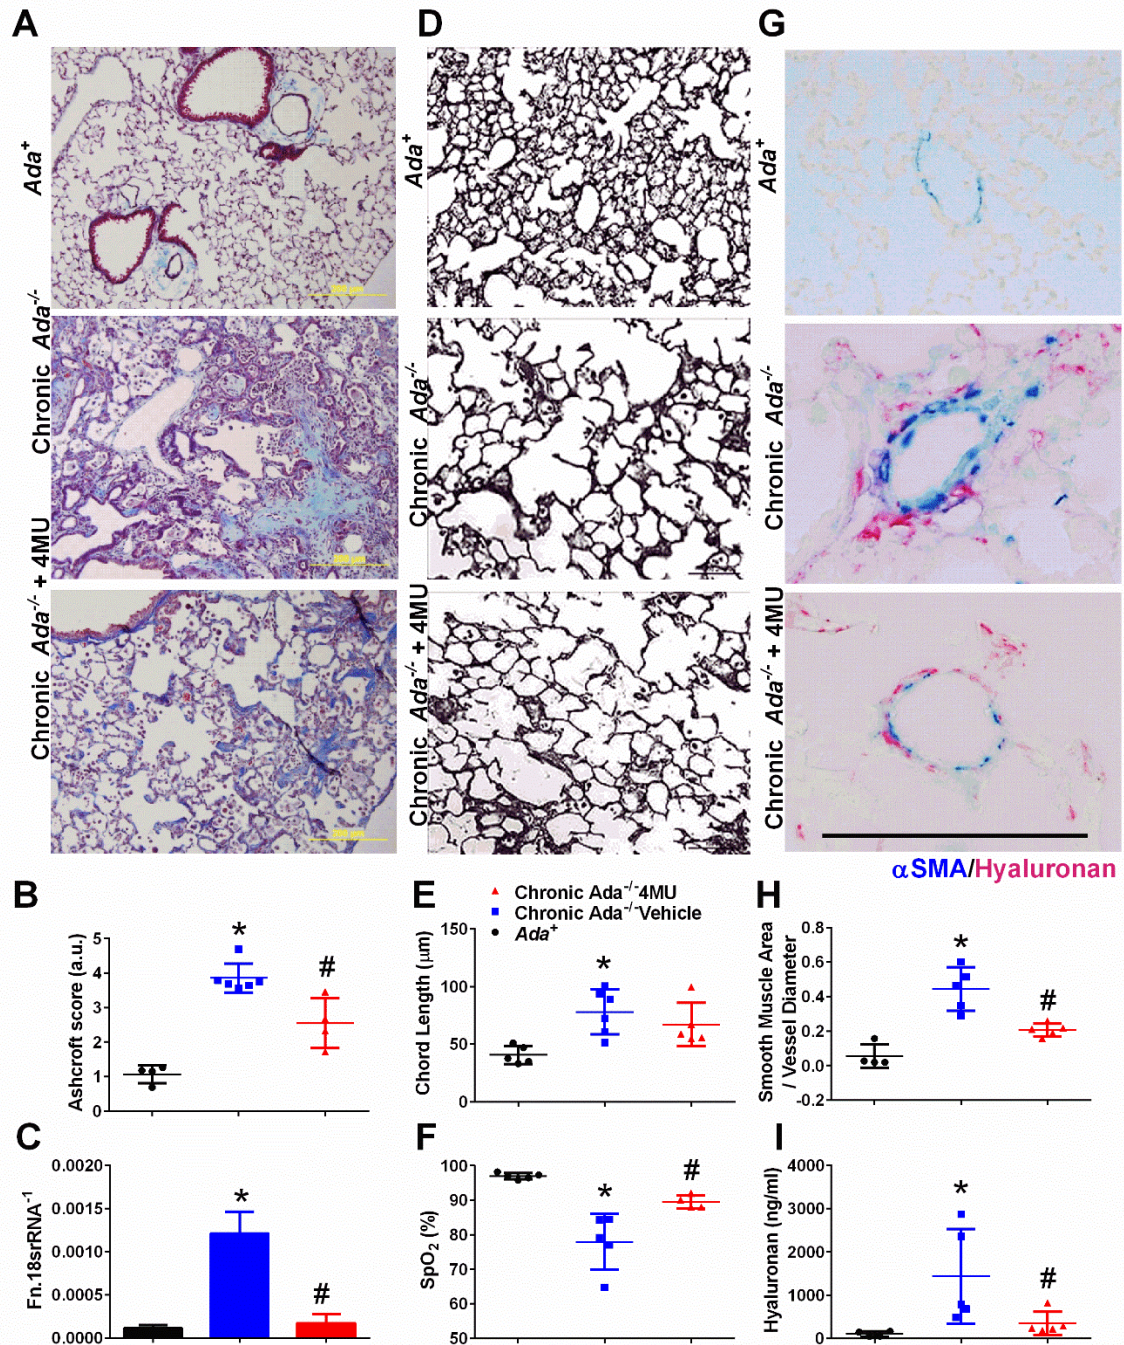 A
D
G
Ada+
Ada+
Ada+
Chronic Ada-/-
Chronic Ada-/-
Chronic Ada-/-
Chronic Ada-/- + 4MU
Chronic Ada-/- + 4MU
Chronic Ada-/- + 4MU
αSMA/Hyaluronan
B
Ashcroft score (a.u.)
5
4
3
2
1
0
*
#
E
Chronic Ada-/-4MU
Chronic Ada-/-Vehicle
Ada+
Chord Length (μm)
150
100
50
0
*
H
Smooth Muscle Area
/ Vessel Diameter
0.8
0.6
0.4
0.2
0.0
-0.2
*
#
C
Fn.18srRNA-1
0.0020
0.0015
0.0010
0.0005
0.0000
*
#
F
SpO2 (%)
100
90
80
70
60
50
*
#
I
Hyaluronan (ng/ml)
4000
3000
2000
1000
0
*
#